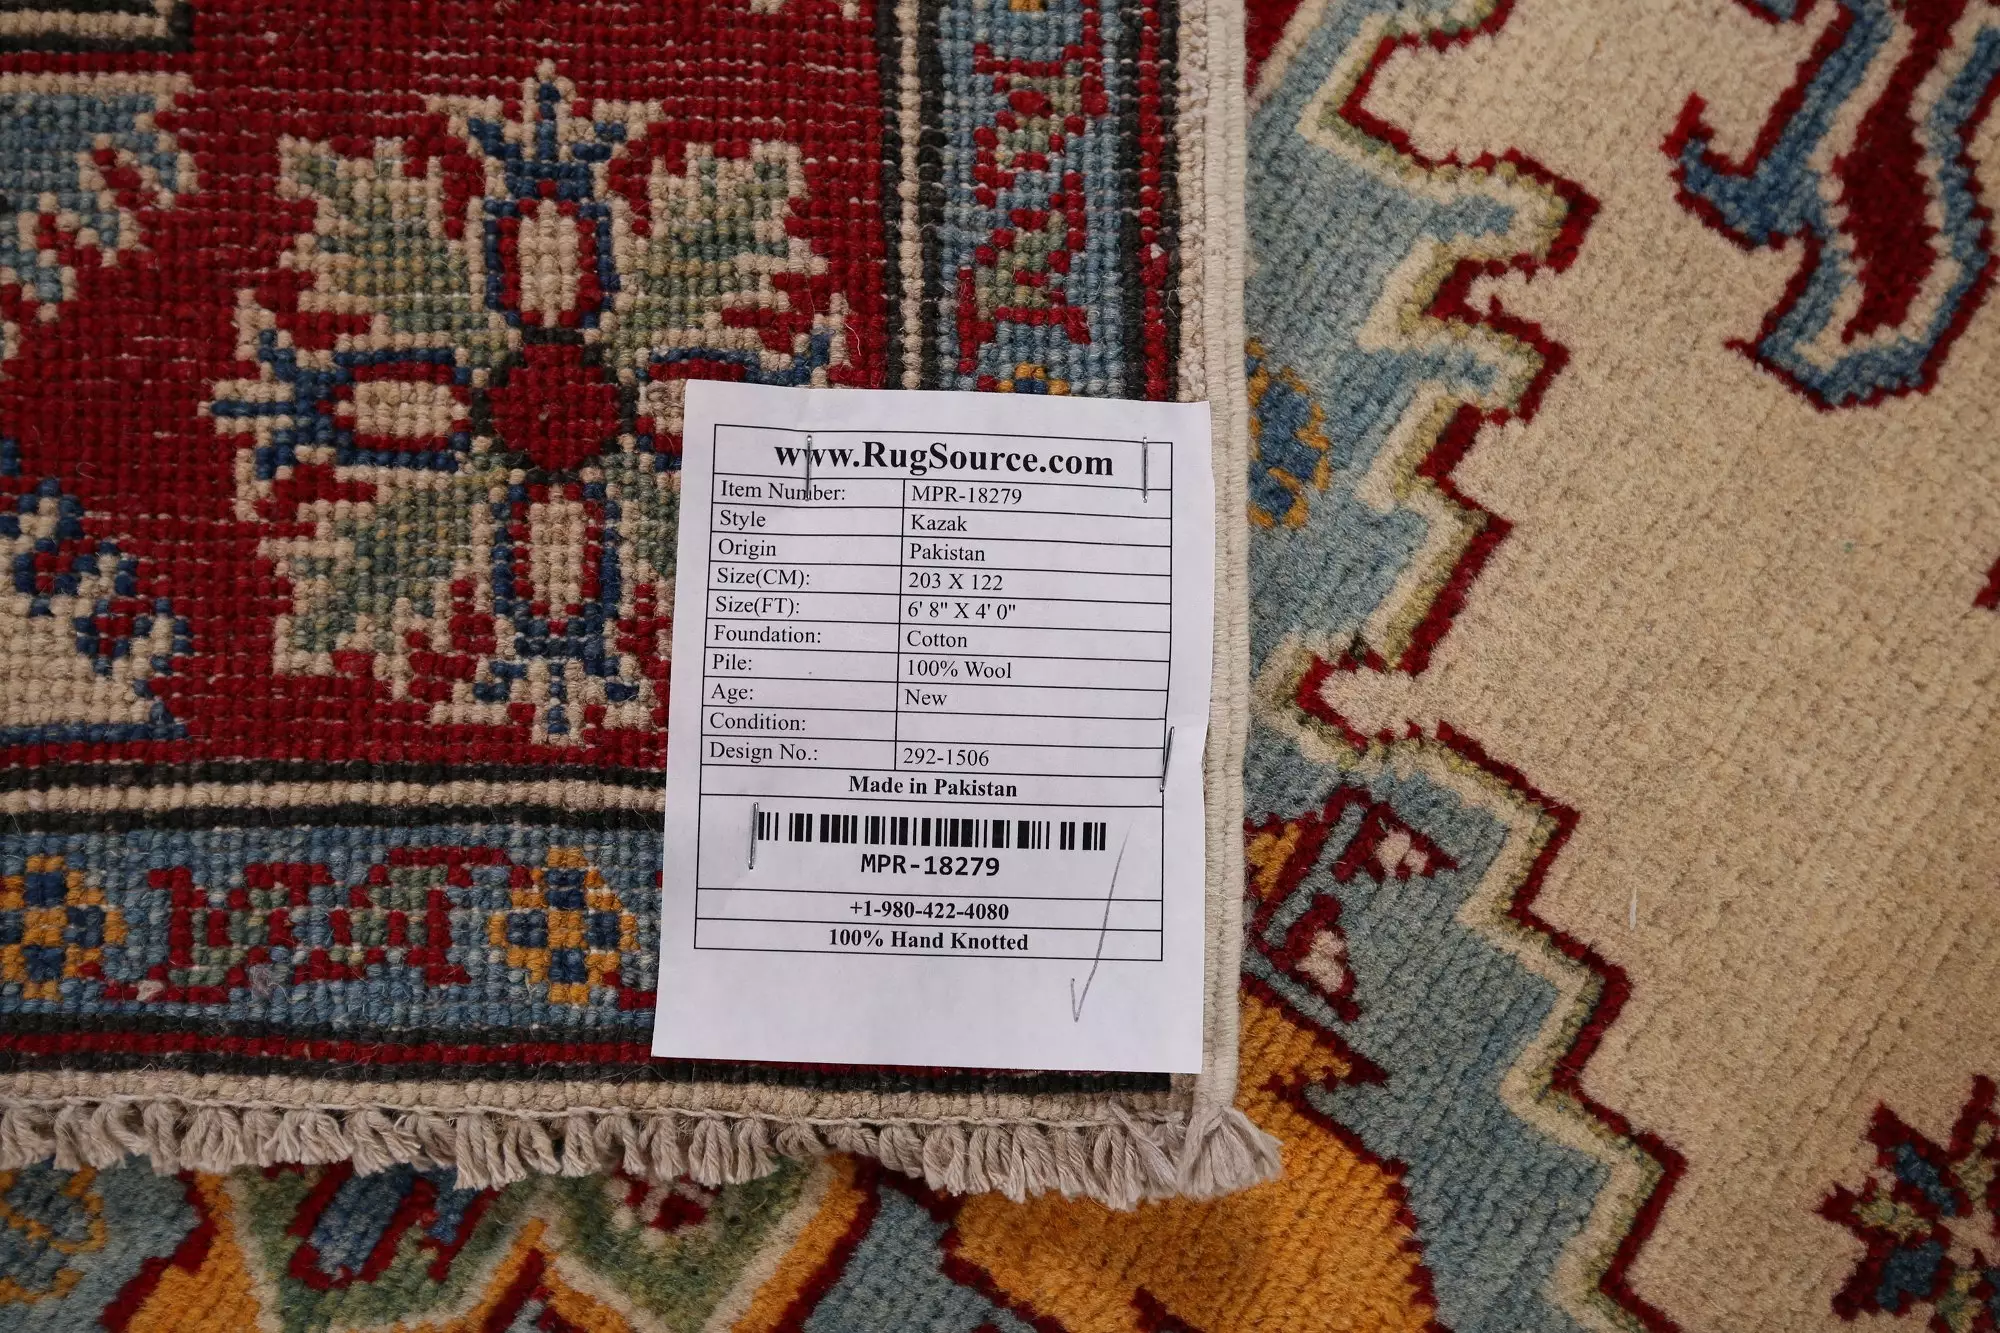 www.RugSource.com
Item Number: MPR-18279
Style Kazak
Origin Pakistan
Size(CM): 203 X 122
Size(FT): 6' 8" X 4' 0"
Foundation: Cotton
Pile: 100% Wool
Age: New
Condition:
Design No.: 292-1506
Made in Pakistan
MPR-18279
+1-980-422-4080
100% Hand Knotted